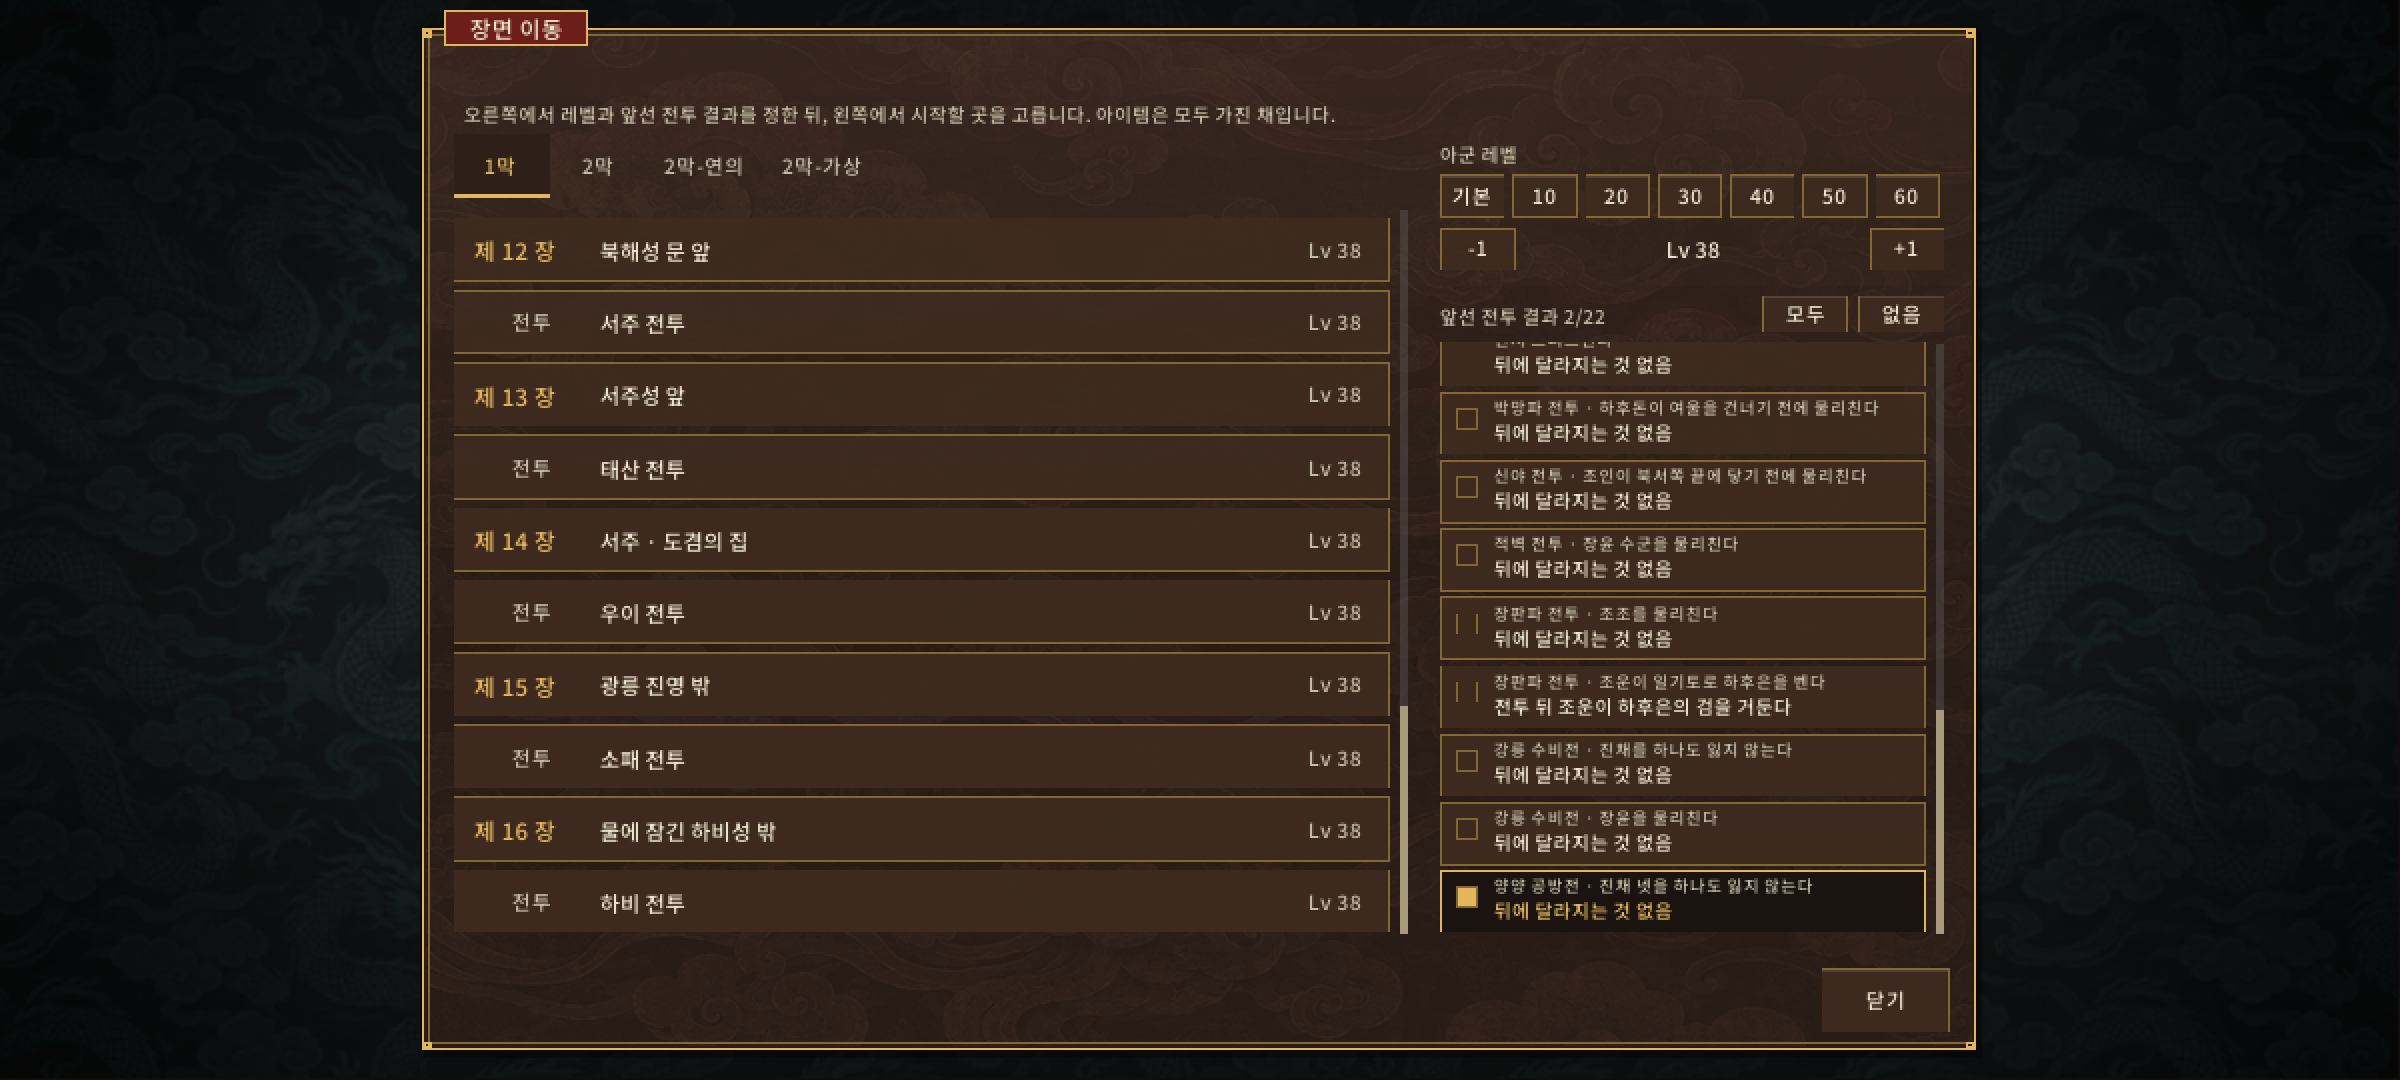 장면 이동
오른쪽에서 레벨과 앞선 전투 결과를 정한 뒤, 왼쪽에서 시작할 곳을 고릅니다. 아이템은 모두 가진 채입니다.
1막 2막 2막-연의 2막-가상
제 12 장 북해성 문 앞 Lv 38
전투 서주 전투 Lv 38
제 13 장 서주성 앞 Lv 38
전투 태산 전투 Lv 38
제 14 장 서주 · 도겸의 집 Lv 38
전투 우이 전투 Lv 38
제 15 장 광릉 진영 밖 Lv 38
전투 소패 전투 Lv 38
제 16 장 물에 잠긴 하비성 밖 Lv 38
전투 하비 전투 Lv 38
아군 레벨
기본 10 20 30 40 50 60
-1 Lv 38 +1
앞선 전투 결과 2/22 모두 없음
뒤에 달라지는 것 없음
박망파 전투 · 하후돈이 여울을 건너기 전에 물리친다
뒤에 달라지는 것 없음
신야 전투 · 조인이 북서쪽 끝에 닿기 전에 물리친다
뒤에 달라지는 것 없음
적벽 전투 · 장윤 수군을 물리친다
뒤에 달라지는 것 없음
장판파 전투 · 조조를 물리친다
뒤에 달라지는 것 없음
장판파 전투 · 조운이 일기토로 하후은을 벤다
전투 뒤 조운이 하후은의 검을 거둔다
강릉 수비전 · 진채를 하나도 잃지 않는다
뒤에 달라지는 것 없음
강릉 수비전 · 장윤을 물리친다
뒤에 달라지는 것 없음
양양 공방전 · 진채 넷을 하나도 잃지 않는다
뒤에 달라지는 것 없음
닫기